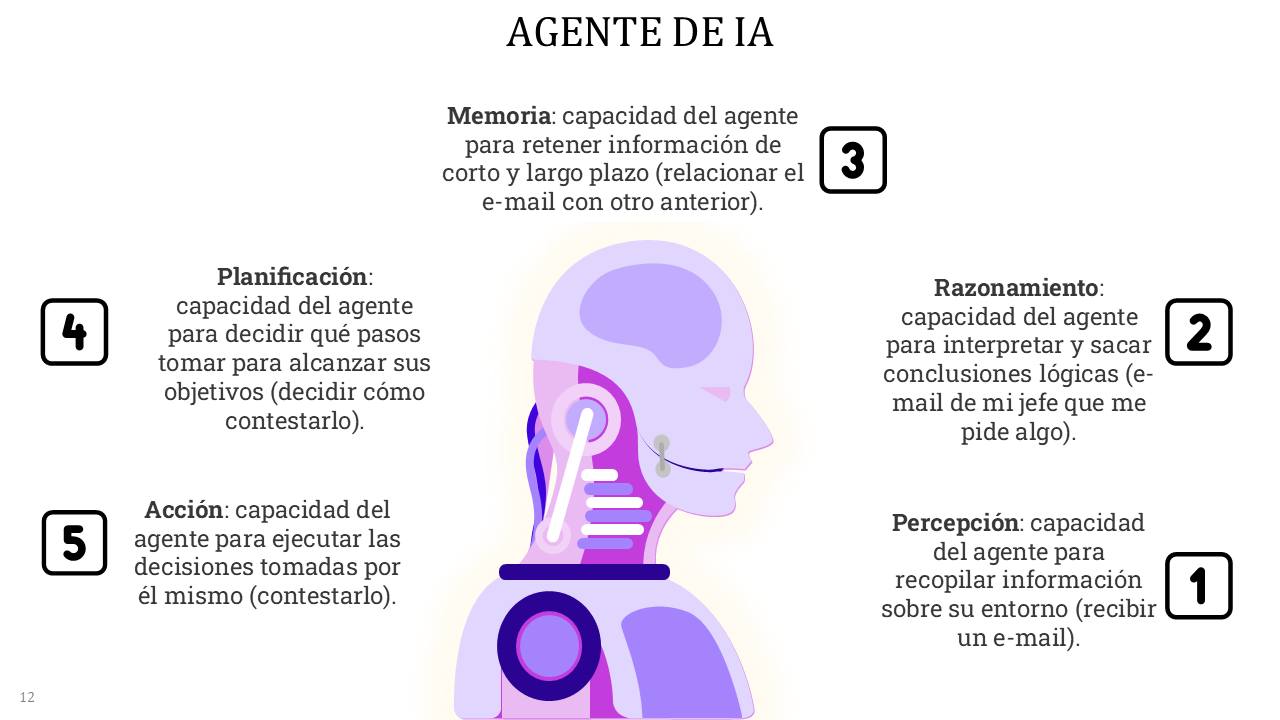 AGENTE DE IA
Memoria: capacidad del agente
para retener información de
corto y largo plazo (relacionar el
e-mail con otro anterior).
3
Planificación:
capacidad del agente
para decidir qué pasos
tomar para alcanzar sus
objetivos (decidir cómo
contestarlo).
4
Razonamiento:
capacidad del agente
para interpretar y sacar
conclusiones lógicas (e-
mail de mi jefe que me
pide algo).
2
Acción: capacidad del
agente para ejecutar las
decisiones tomadas por
él mismo (contestarlo).
5
Percepción: capacidad
del agente para
recopilar información
sobre su entorno (recibir
un e-mail).
1
12